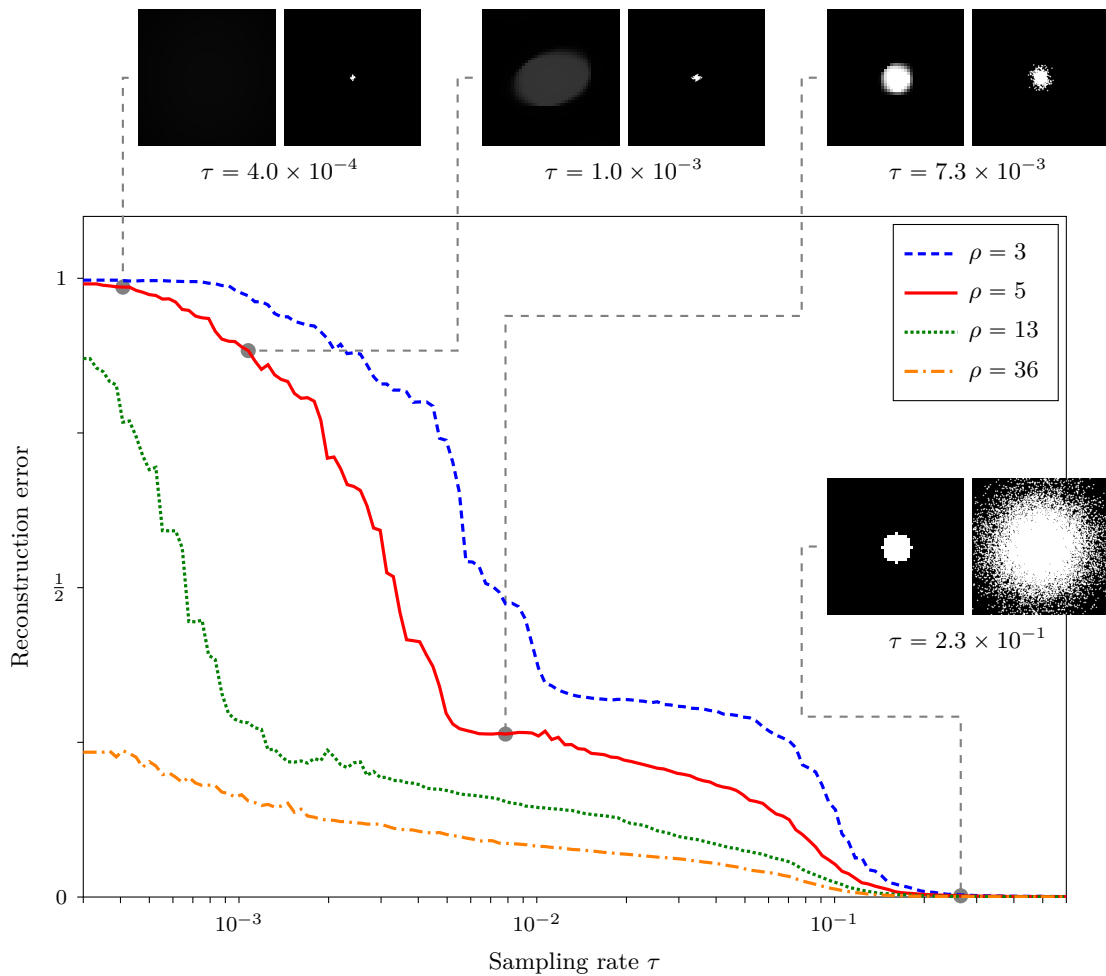 τ = 4.0 × 10⁻⁴
τ = 1.0 × 10⁻³
τ = 7.3 × 10⁻³
ρ = 3
ρ = 5
ρ = 13
ρ = 36
τ = 2.3 × 10⁻¹
1
1/2
0
Reconstruction error
10⁻³
10⁻²
10⁻¹
Sampling rate τ